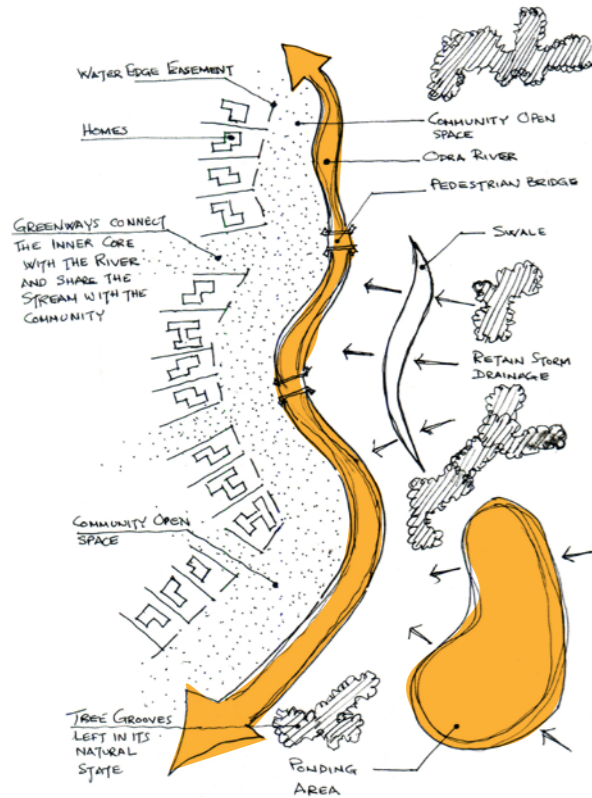 WATER EDGE EASEMENT
HOMES
COMMUNITY OPEN
SPACE
ODRA RIVER
PEDESTRIAN BRIDGE
SWALE
GREENWAYS CONNECT
THE INNER CORE
WITH THE RIVER
AND SHARE THE
STREAM WITH THE
COMMUNITY
RETAIN STORM
DRAINAGE
COMMUNITY OPEN
SPACE
TREE GROOVES
LEFT IN ITS
NATURAL
STATE
PONDING
AREA